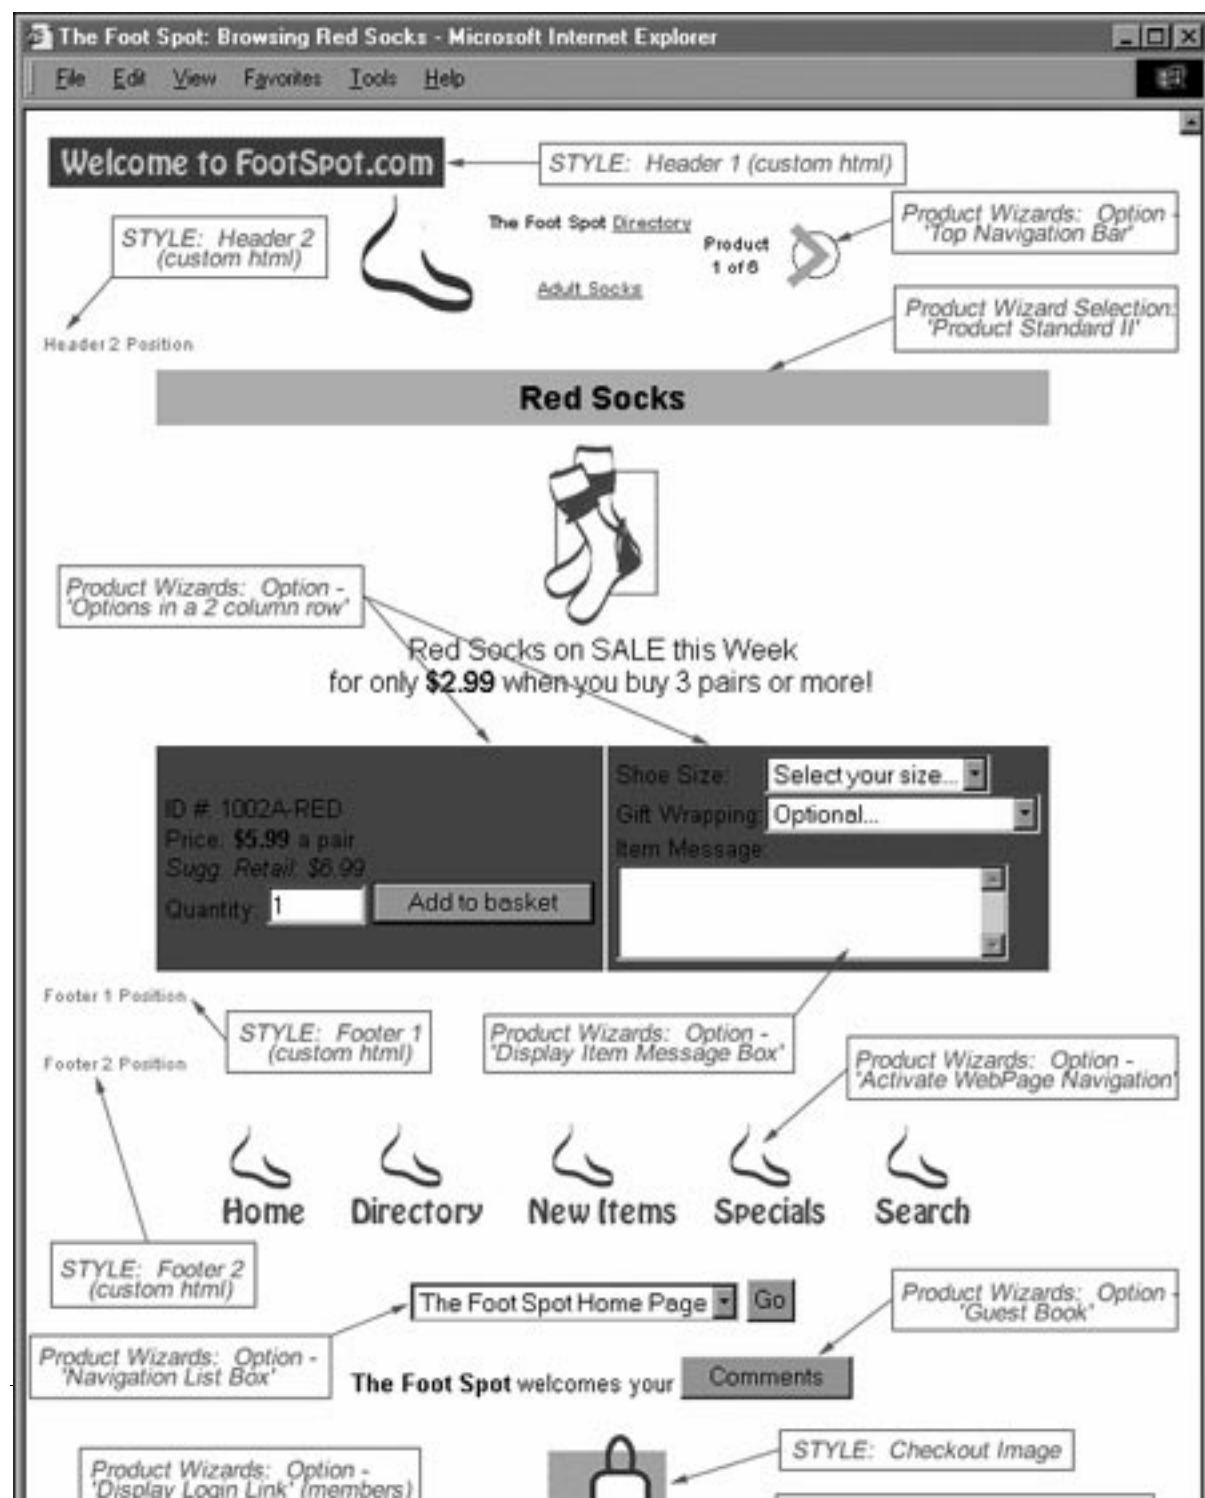 The Foot Spot: Browsing Red Socks - Microsoft Internet Explorer
File Edit View Favorites Tools Help
Welcome to FootSpot.com
STYLE: Header 1 (custom html)
STYLE: Header 2
(custom html)
The Foot Spot Directory
Product
1 of 6
Adult Socks
Product Wizards: Option -
'Top Navigation Bar'
Product Wizard Selection:
'Product Standard II'
Header 2 Position
Red Socks
Product Wizards: Option -
'Options in a 2 column row'
Red Socks on SALE this Week
for only $2.99 when you buy 3 pairs or more!
ID #: 1002A-RED
Price: $5.99 a pair
Sugg. Retail: $6.99
Quantity: 1 Add to basket
Shoe Size: Select your size...
Gift Wrapping: Optional...
Item Message:
Footer 1 Position
STYLE: Footer 1
(custom html)
Product Wizards: Option -
'Display Item Message Box'
Footer 2 Position
Product Wizards: Option -
'Activate WebPage Navigation'
Home Directory New Items Specials Search
STYLE: Footer 2
(custom html)
The Foot Spot Home Page Go
Product Wizards: Option -
'Guest Book'
Product Wizards: Option -
'Navigation List Box'
The Foot Spot welcomes your Comments
STYLE: Checkout Image
Product Wizards: Option -
'Display Login Link' (members)